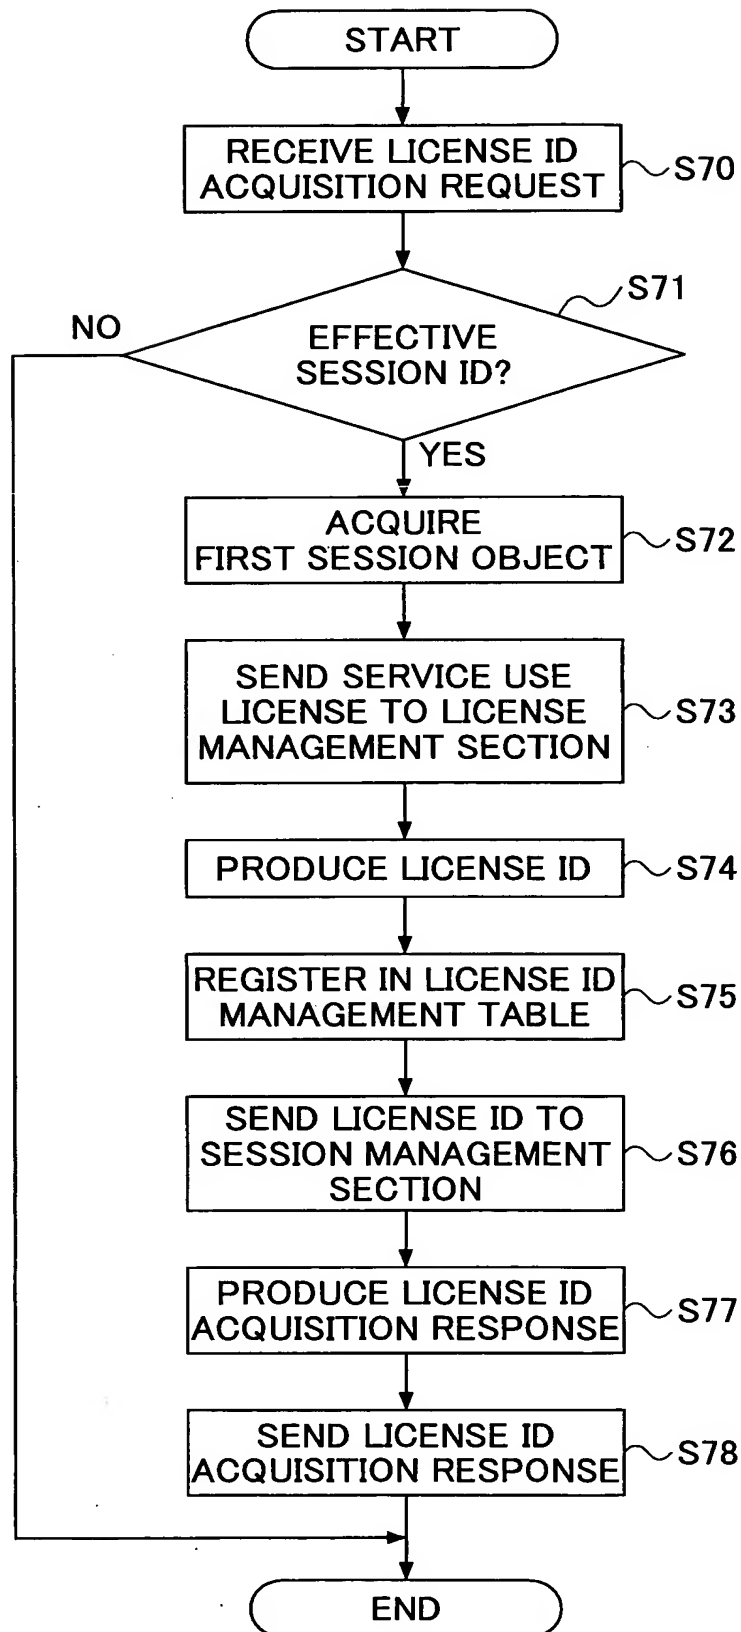 START
RECEIVE LICENSE ID
ACQUISITION REQUEST
S70
S71
NO
EFFECTIVE
SESSION ID?
YES
ACQUIRE
FIRST SESSION OBJECT
S72
SEND SERVICE USE
LICENSE TO LICENSE
MANAGEMENT SECTION
S73
PRODUCE LICENSE ID
S74
REGISTER IN LICENSE ID
MANAGEMENT TABLE
S75
SEND LICENSE ID TO
SESSION MANAGEMENT
SECTION
S76
PRODUCE LICENSE ID
ACQUISITION RESPONSE
S77
SEND LICENSE ID
ACQUISITION RESPONSE
S78
END